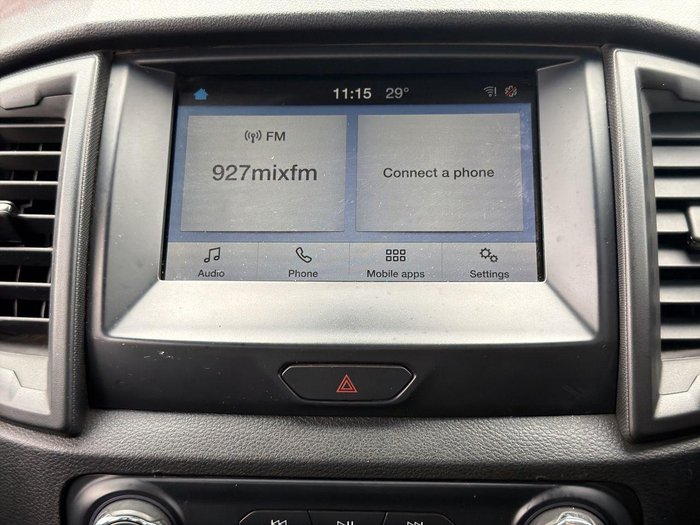 11:15 29°
FM
927mixfm
Connect a phone
Audio Phone Mobile apps Settings